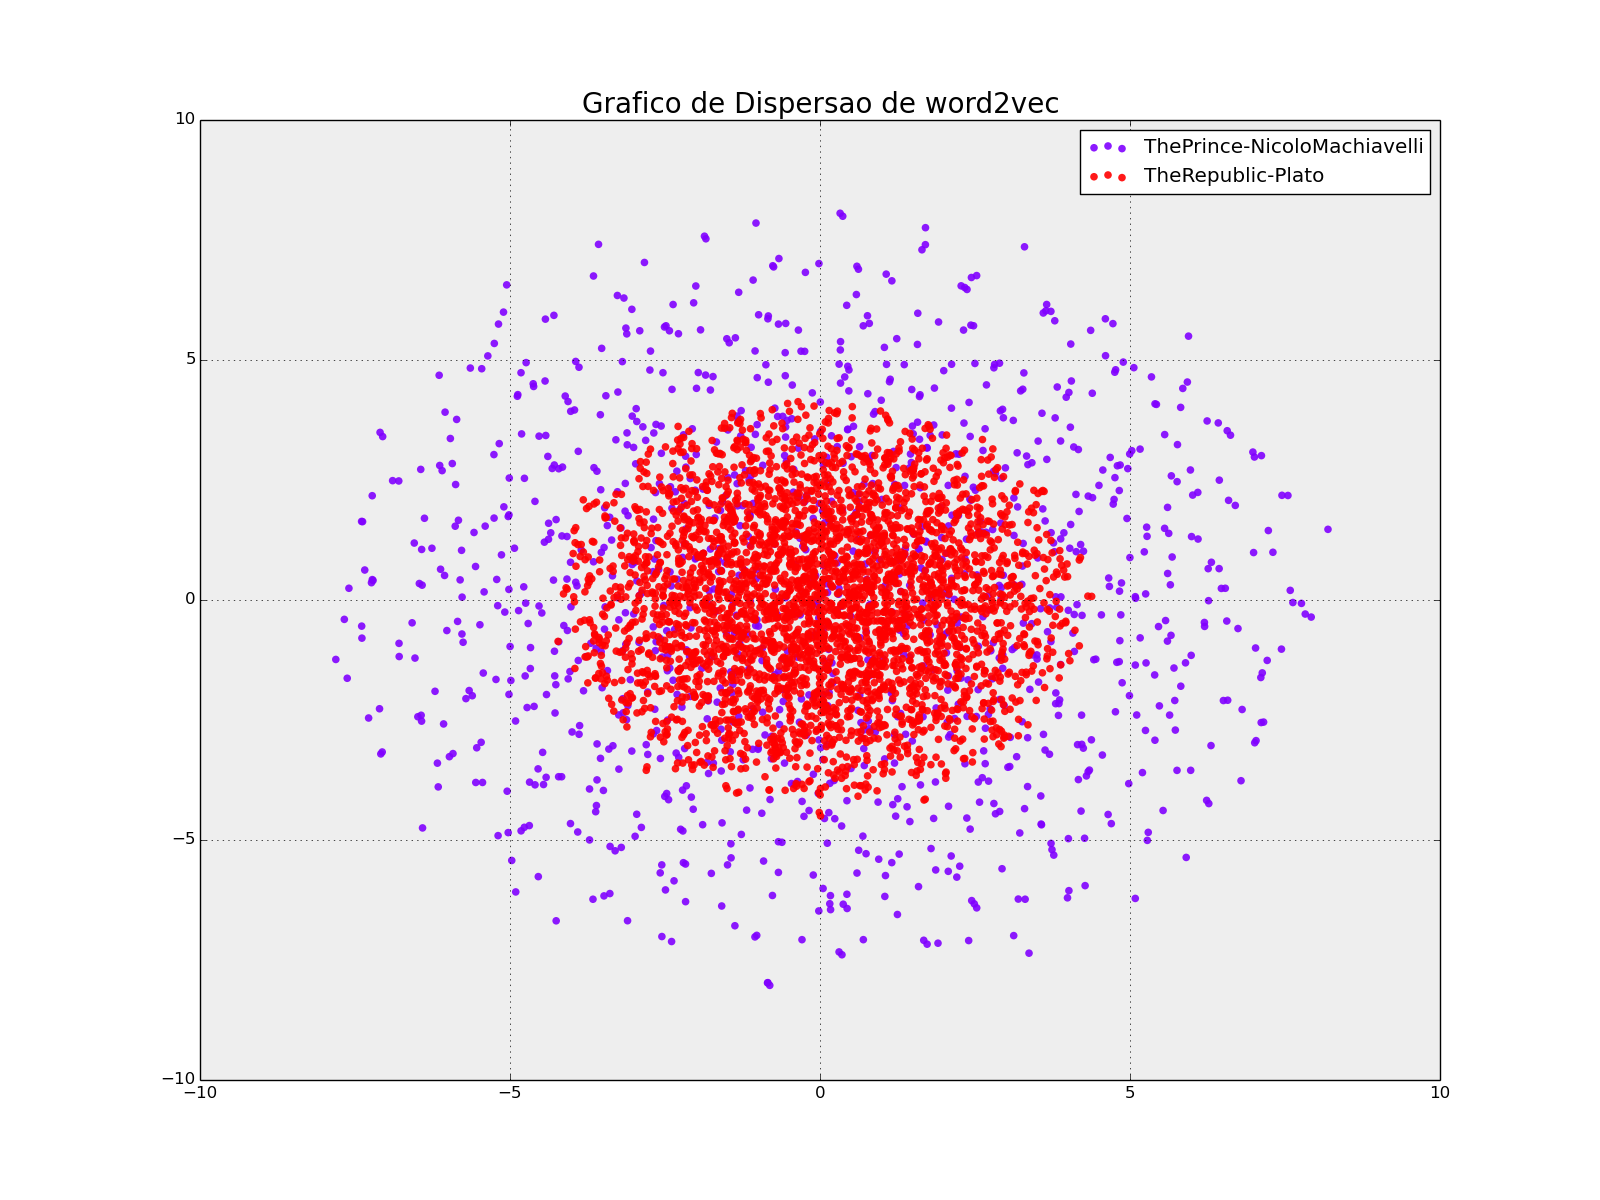 Grafico de Dispersao de word2vec
ThePrince-NicoloMachiavelli
TheRepublic-Plato
10
5
0
−5
−10
−10 −5 0 5 10